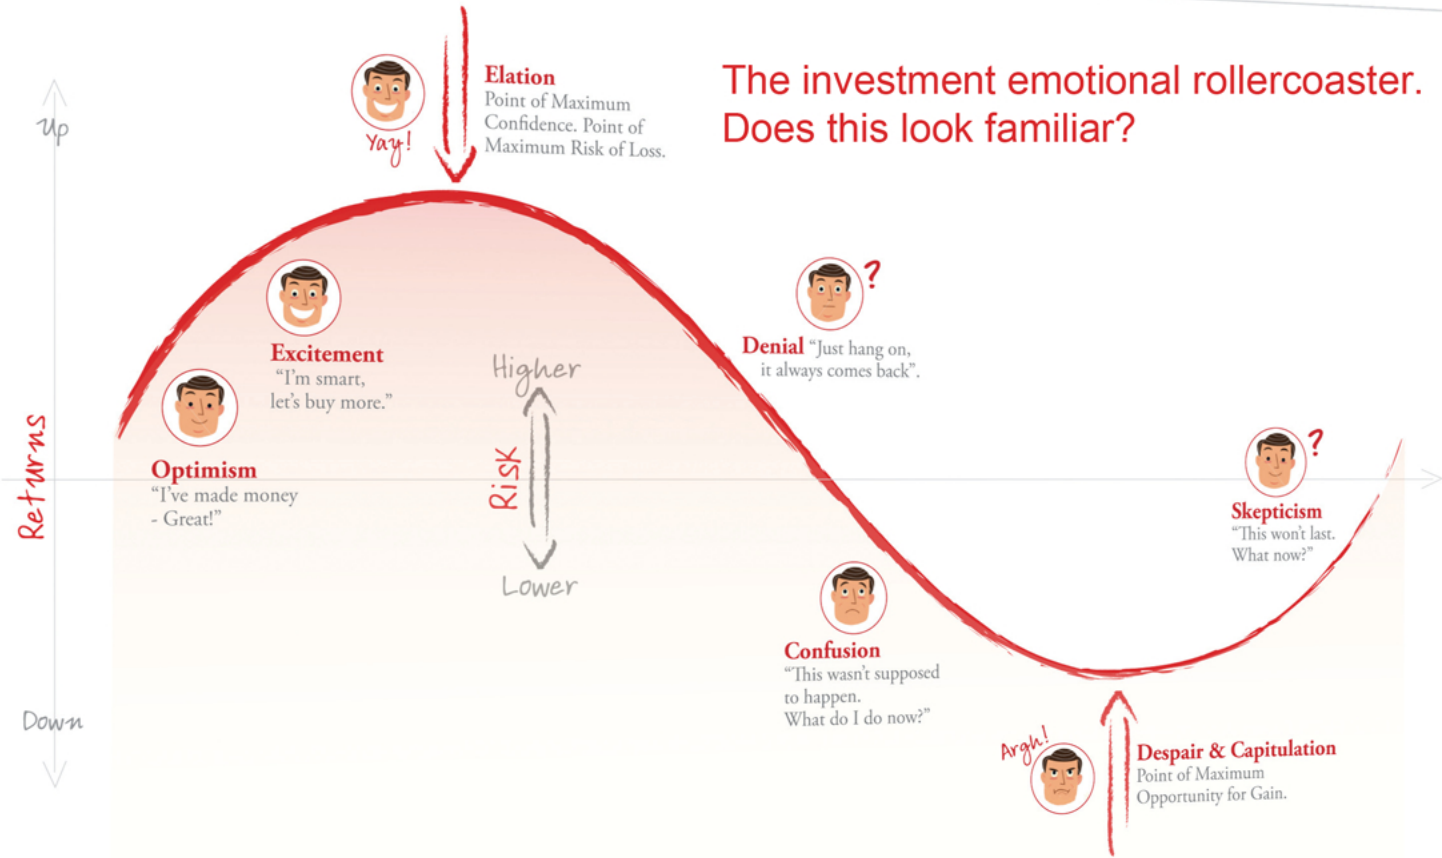 The investment emotional rollercoaster.
Does this look familiar?
Up
Yay!
Elation
Point of Maximum
Confidence. Point of
Maximum Risk of Loss.
Excitement
“I’m smart,
let’s buy more.”
Optimism
“I’ve made money
- Great!”
Returns
Higher
Risk
Lower
?
Denial “Just hang on,
it always comes back”.
?
Skepticism
“This won’t last.
What now?”
Confusion
“This wasn’t supposed
to happen.
What do I do now?”
Down
Argh!
Despair & Capitulation
Point of Maximum
Opportunity for Gain.